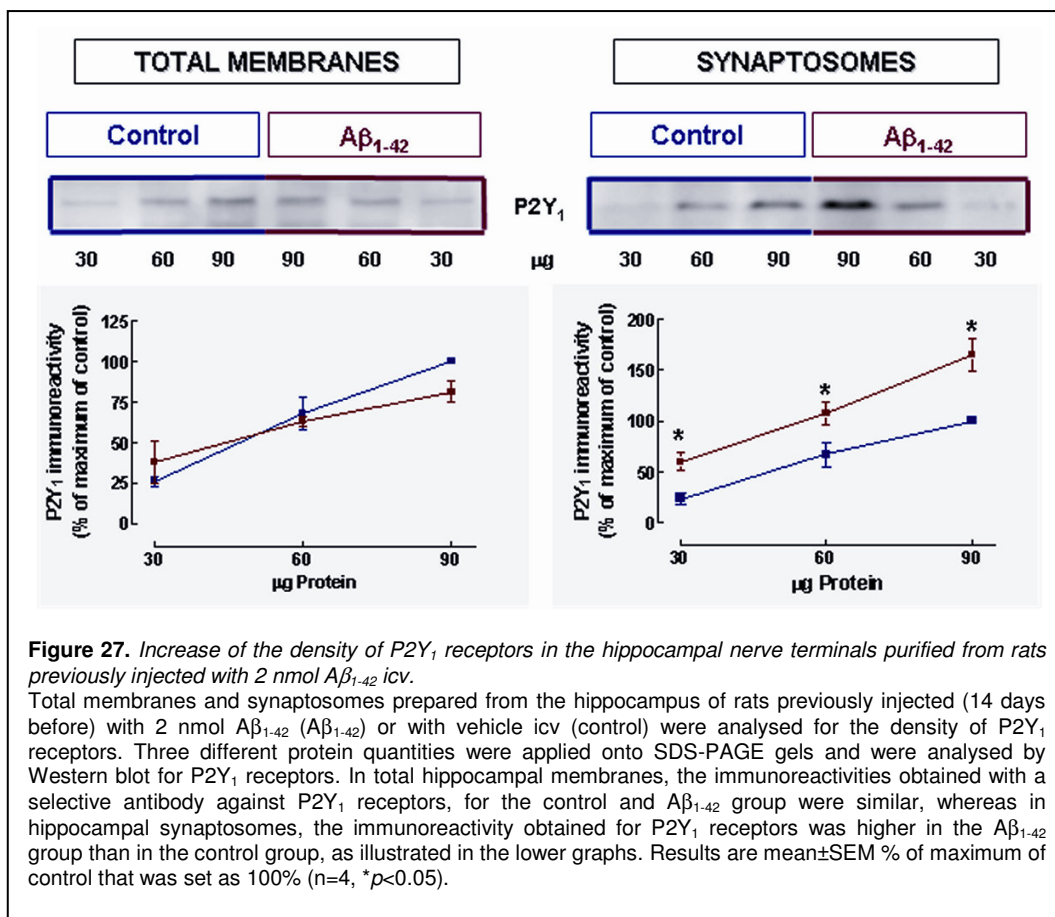 TOTAL MEMBRANES
SYNAPTOSOMES
Control
Aβ1-42
Control
Aβ1-42
P2Y1
30 60 90 90 60 30
µg
30 60 90 90 60 30
P2Y1 immunoreactivity
(% of maximum of control)
125
100
75
50
25
0
30 60 90
µg Protein
P2Y1 immunoreactivity
(% of maximum of control)
200
150
100
50
0
* * *
30 60 90
µg Protein
Figure 27. Increase of the density of P2Y1 receptors in the hippocampal nerve terminals purified from rats
previously injected with 2 nmol Aβ1-42 icv.
Total membranes and synaptosomes prepared from the hippocampus of rats previously injected (14 days
before) with 2 nmol Aβ1-42 (Aβ1-42) or with vehicle icv (control) were analysed for the density of P2Y1
receptors. Three different protein quantities were applied onto SDS-PAGE gels and were analysed by
Western blot for P2Y1 receptors. In total hippocampal membranes, the immunoreactivities obtained with a
selective antibody against P2Y1 receptors, for the control and Aβ1-42 group were similar, whereas in
hippocampal synaptosomes, the immunoreactivity obtained for P2Y1 receptors was higher in the Aβ1-42
group than in the control group, as illustrated in the lower graphs. Results are mean±SEM % of maximum of
control that was set as 100% (n=4, *p<0.05).